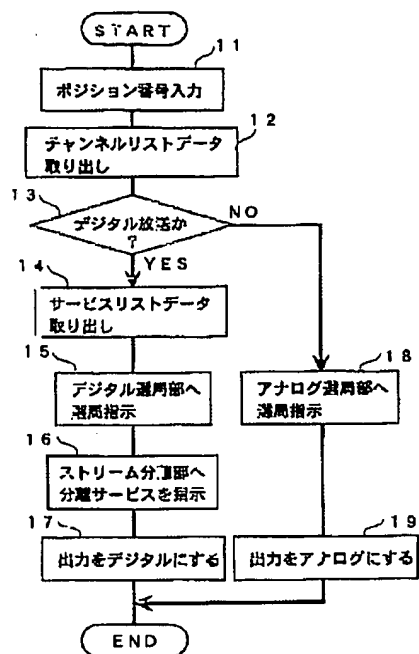 START
11
ポジション番号入力
12
チャンネルリストデータ
取り出し
13
デジタル放送か
?
NO
YES
14
サービスリストデータ
取り出し
15
デジタル選局部へ
選局指示
16
ストリーム分離部へ
分離サービスを指示
17
出力をデジタルにする
18
アナログ選局部へ
選局指示
19
出力をアナログにする
END